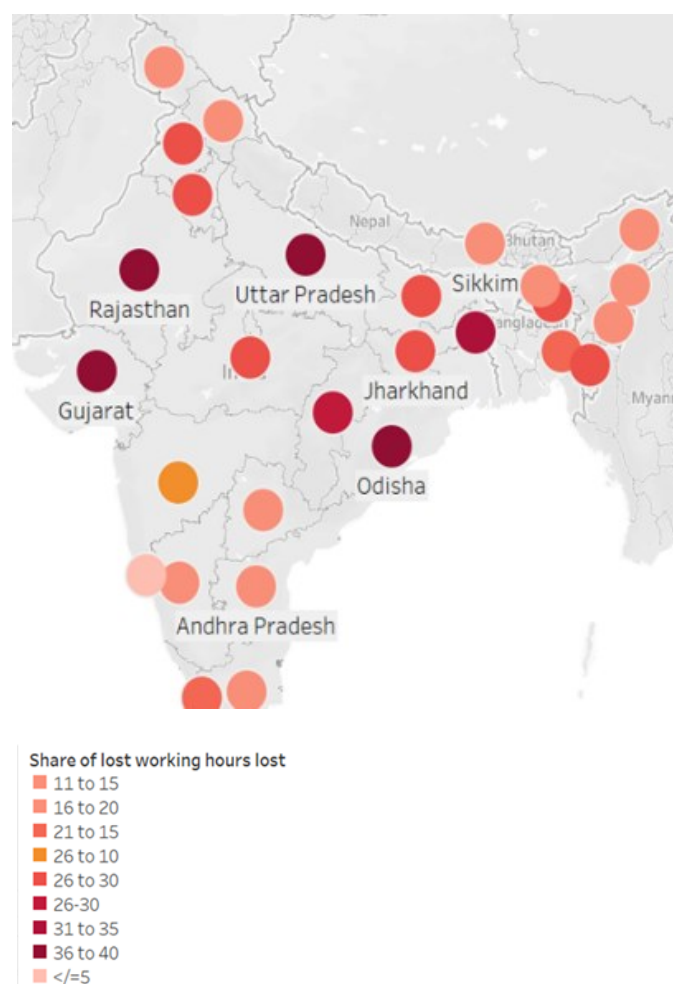 Nepal
Bhutan
Sikkim
Uttar Pradesh
Rajasthan
angladesh
Jharkhand
Gujarat
Myan
Odisha
Andhra Pradesh
Share of lost working hours lost
11 to 15
16 to 20
21 to 15
26 to 10
26 to 30
26-30
31 to 35
36 to 40
</=5